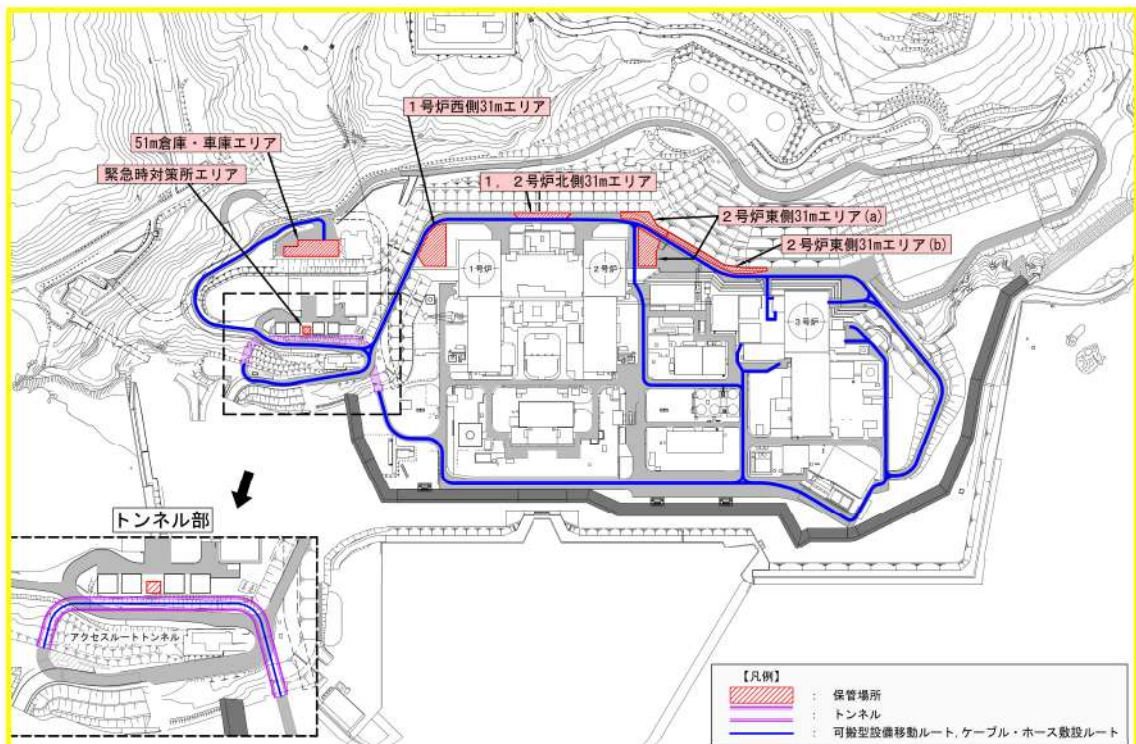 1号炉西側31mエリア
51m倉庫・車庫エリア
緊急時対策所エリア
1,2号炉北側31mエリア
2号炉東側31mエリア(a)
2号炉東側31mエリア(b)
1号炉
2号炉
3号炉
トンネル部
アクセスルートトンネル
【凡例】
: 保管場所
: トンネル
: 可搬型設備移動ルート,ケーブル・ホース敷設ルート